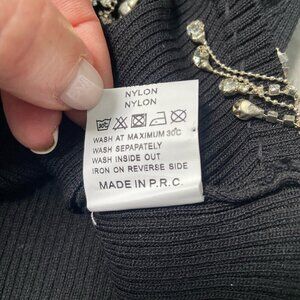 NYLON
NYLON
WASH AT MAXIMUM 30C
WASH SEPAPATELY
WASH INSIDE OUT
IRON ON REVERSE SIDE
MADE IN P.R.C.